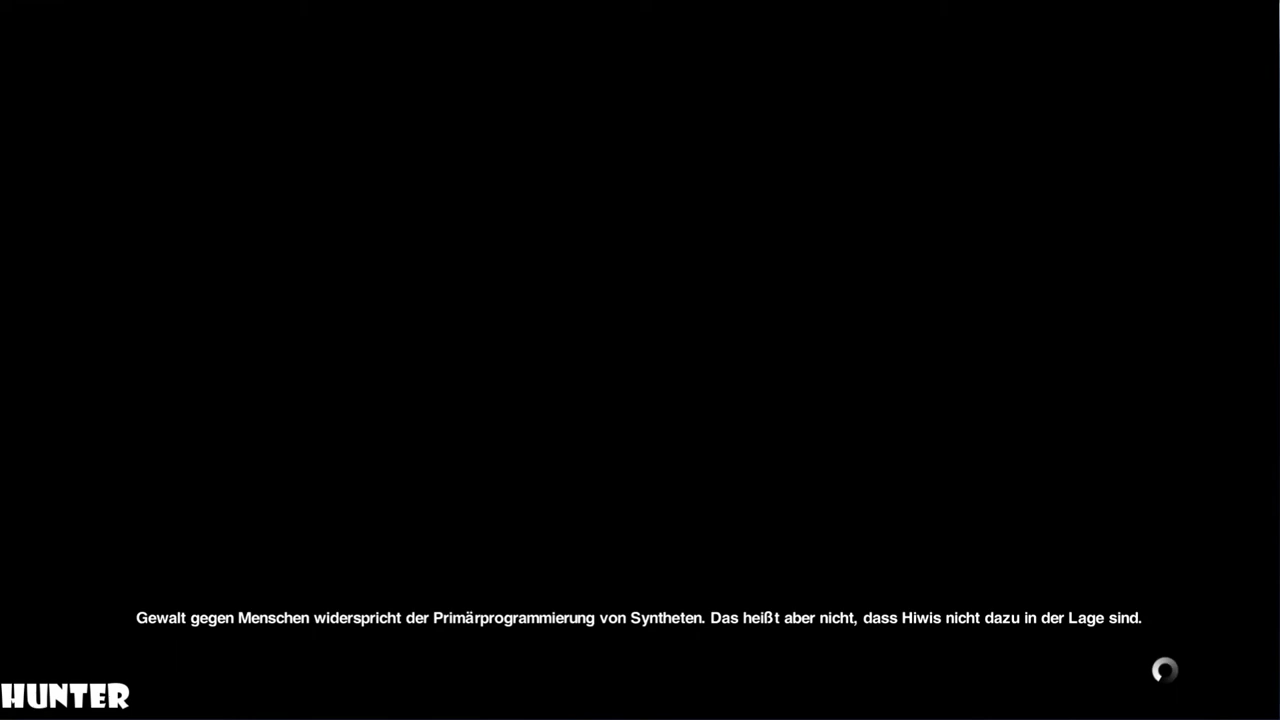 Gewalt gegen Menschen widerspricht der Primärprogrammierung von Syntheten. Das heißt aber nicht, dass Hiwis nicht dazu in der Lage sind.
HUNTER